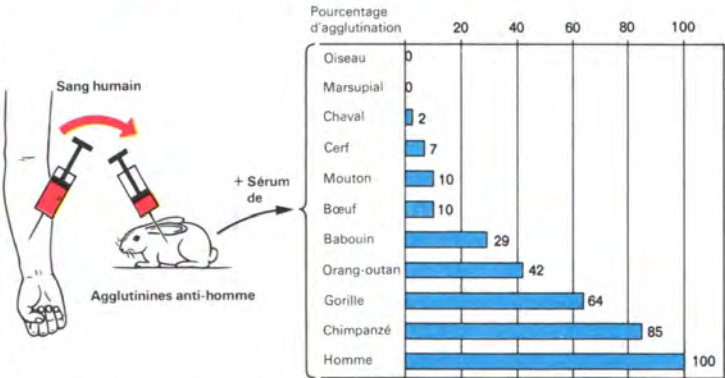 Pourcentage
d'agglutination
20 40 60 80 100
Sang humain
+ Sérum
de
Agglutinines anti-homme
Oiseau 0
Marsupial 0
Cheval 2
Cerf 7
Mouton 10
Bœuf 10
Babouin 29
Orang-outan 42
Gorille 64
Chimpanzé 85
Homme 100